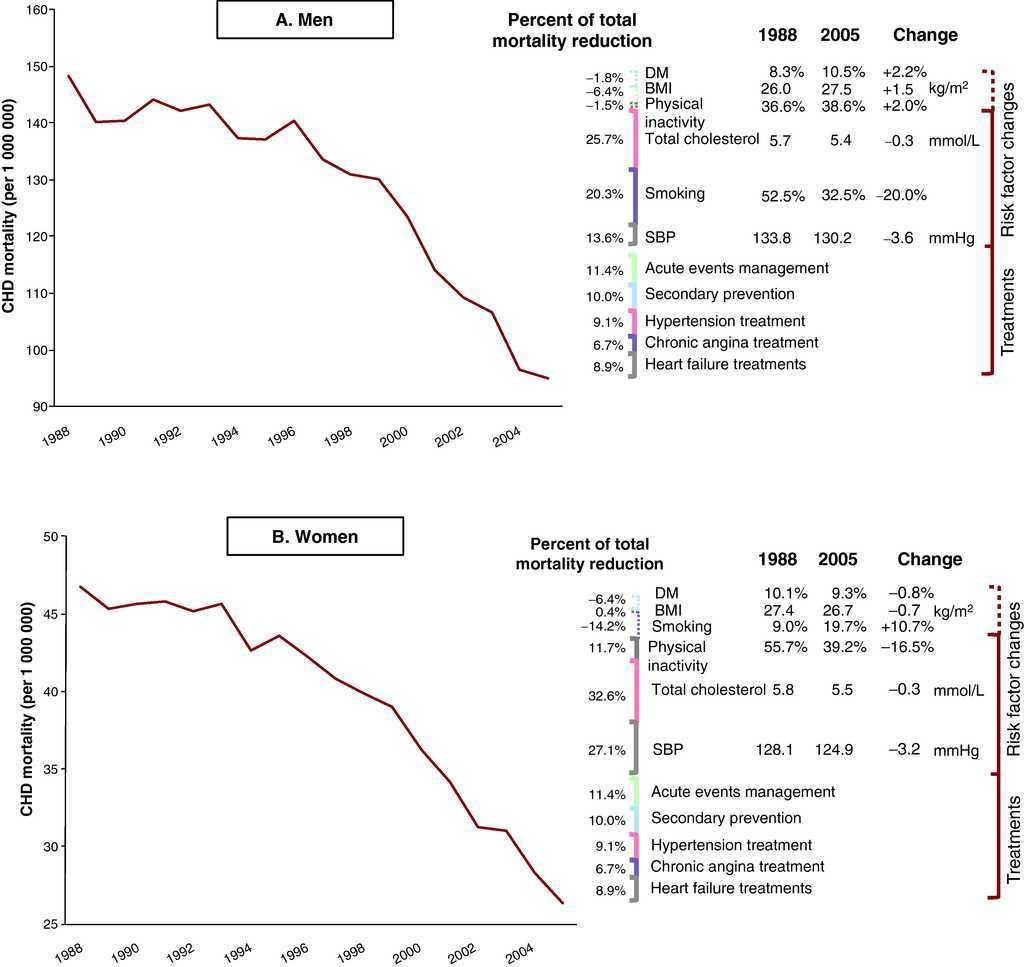 A. Men
160
150
140
130
120
110
100
90
CHD mortality (per 1 000 000)
1988 1990 1992 1994 1996 1998 2000 2002 2004
Percent of total
mortality reduction
1988 2005 Change
–1.8% DM 8.3% 10.5% +2.2%
–6.4% BMI 26.0 27.5 +1.5 kg/m²
–1.5% Physical 36.6% 38.6% +2.0%
inactivity
25.7% Total cholesterol 5.7 5.4 –0.3 mmol/L
20.3% Smoking 52.5% 32.5% –20.0%
13.6% SBP 133.8 130.2 –3.6 mmHg
11.4% Acute events management
10.0% Secondary prevention
9.1% Hypertension treatment
6.7% Chronic angina treatment
8.9% Heart failure treatments
Risk factor changes
Treatments
B. Women
50
45
40
35
30
25
CHD mortality (per 1 000 000)
1988 1990 1992 1994 1996 1998 2000 2002 2004
Percent of total
mortality reduction
1988 2005 Change
–6.4% DM 10.1% 9.3% –0.8%
0.4% BMI 27.4 26.7 –0.7 kg/m²
–14.2% Smoking 9.0% 19.7% +10.7%
11.7% Physical 55.7% 39.2% –16.5%
inactivity
32.6% Total cholesterol 5.8 5.5 –0.3 mmol/L
27.1% SBP 128.1 124.9 –3.2 mmHg
11.4% Acute events management
10.0% Secondary prevention
9.1% Hypertension treatment
6.7% Chronic angina treatment
8.9% Heart failure treatments
Risk factor changes
Treatments